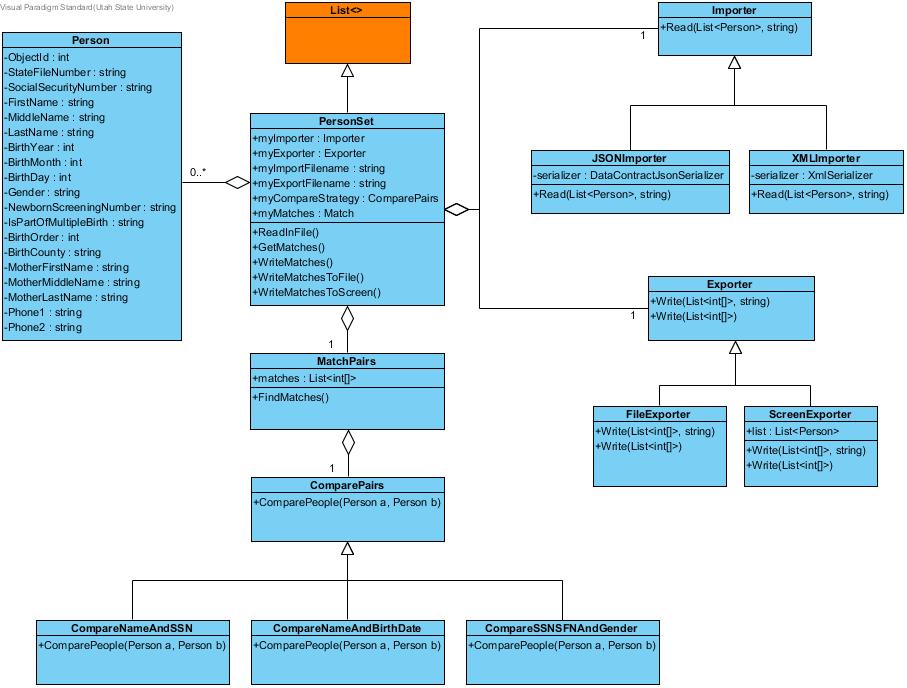 Visual Paradigm Standard(Utah State University)
Person
-ObjectId : int
-StateFileNumber : string
-SocialSecurityNumber : string
-FirstName : string
-MiddleName : string
-LastName : string
-BirthYear : int
-BirthMonth : int
-BirthDay : int
-Gender : string
-NewbornScreeningNumber : string
-IsPartOfMultipleBirth : string
-BirthOrder : int
-BirthCounty : string
-MotherFirstName : string
-MotherMiddleName : string
-MotherLastName : string
-Phone1 : string
-Phone2 : string
0..*
List<>
PersonSet
+myImporter : Importer
+myExporter : Exporter
+myImportFilename : string
+myExportFilename : string
+myCompareStrategy : ComparePairs
+myMatches : Match
+ReadInFile()
+GetMatches()
+WriteMatches()
+WriteMatchesToFile()
+WriteMatchesToScreen()
1
MatchPairs
+matches : List<int[]>
+FindMatches()
1
ComparePairs
+ComparePeople(Person a, Person b)
CompareNameAndSSN
+ComparePeople(Person a, Person b)
CompareNameAndBirthDate
+ComparePeople(Person a, Person b)
CompareSSNSFNAndGender
+ComparePeople(Person a, Person b)
1
Importer
+Read(List<Person>, string)
JSONImporter
-serializer : DataContractJsonSerializer
+Read(List<Person>, string)
XMLImporter
-serializer : XmlSerializer
+Read(List<Person>, string)
1
Exporter
+Write(List<int[]>, string)
+Write(List<int[]>)
FileExporter
+Write(List<int[]>, string)
+Write(List<int[]>)
ScreenExporter
+list : List<Person>
+Write(List<int[]>, string)
+Write(List<int[]>)